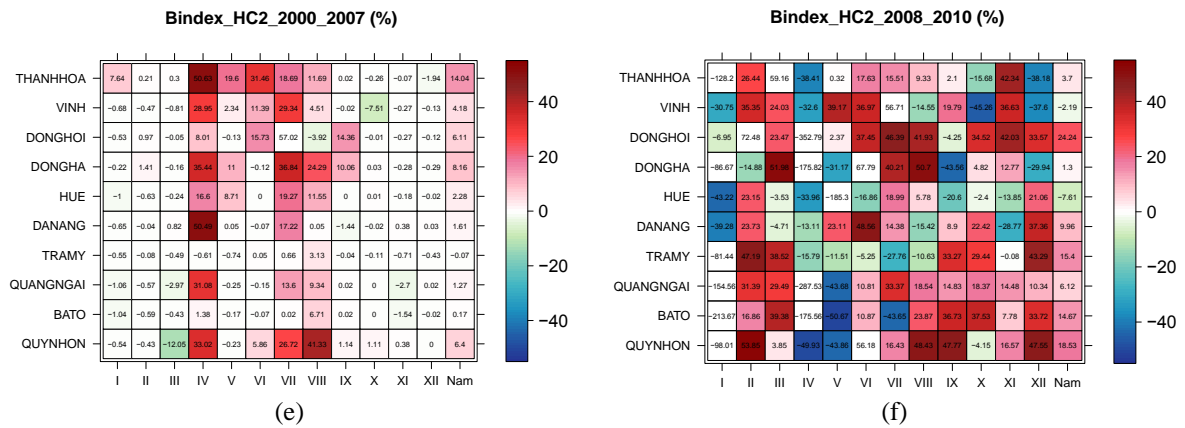 Bindex_HC2_2000_2007 (%)
THANHHOA 7.64 0.21 0.3 50.63 19.6 31.46 18.69 11.69 0.02 −0.26 −0.07 −1.94 14.04
VINH −0.68 −0.47 −0.81 28.95 2.34 11.39 29.34 4.51 −0.02 −7.51 −0.27 −0.13 4.18
DONGHOI −0.53 0.97 −0.05 8.01 −0.13 15.73 57.02 −3.92 14.36 −0.01 −0.27 −0.12 6.11
DONGHA −0.22 1.41 −0.16 35.44 11 −0.12 36.84 24.29 10.06 0.03 −0.28 −0.29 8.16
HUE −1 −0.63 −0.24 16.6 8.71 0 19.27 11.55 0 0.01 −0.28 −0.02 2.28
DANANG −0.65 0.04 0.82 50.49 0.05 −0.07 17.22 0.05 −1.44 −0.02 0.38 0.03 1.61
TRAMY −0.55 −0.08 −0.49 −0.61 −0.74 0.05 0.66 3.13 −0.04 −0.11 −0.71 −0.43 −0.07
QUANGNGAI −1.06 −0.57 −2.97 31.08 −0.25 −0.15 13.6 9.34 0.02 0 −2.7 0.02 1.27
BATO −1.04 −0.59 −0.43 1.38 −0.17 −0.07 0.02 6.71 0.02 0 −1.54 −0.02 0.17
QUYNHON −0.54 −0.43 −12.05 33.02 −0.23 5.86 26.72 41.33 1.14 1.11 0.38 0 6.4
I II III IV V VI VII VIII IX X XI XII Nam
40
20
0
−20
−40
(e)
Bindex_HC2_2008_2010 (%)
THANHHOA −128.2 26.44 59.16 −38.41 0.32 17.63 15.51 9.33 2.1 −15.68 42.34 −38.18 3.7
VINH −30.75 35.35 24.03 −32.6 39.17 36.97 56.71 −14.55 19.79 −45.26 36.63 −37.6 −2.19
DONGHOI −6.95 72.48 23.47 −352.79 2.37 37.45 46.39 41.93 −4.25 34.52 42.03 33.57 24.24
DONGHA −86.67 −14.88 51.98 −175.82 −31.17 67.79 40.21 50.7 −43.56 4.82 12.77 −29.94 1.3
HUE −43.22 23.15 −3.53 −33.96 −185.3 −16.86 18.99 5.78 −20.6 −2.4 −13.85 21.06 −7.61
DANANG −39.28 23.73 −4.71 −13.11 23.11 48.56 14.38 −15.42 8.9 22.42 −28.77 37.36 9.96
TRAMY −81.44 47.19 38.52 −15.79 −11.51 −5.25 −27.76 −10.63 33.27 29.44 −0.08 43.29 15.4
QUANGNGAI −154.56 31.39 29.49 −287.53 −43.68 10.81 33.37 18.54 14.83 18.37 14.48 10.34 6.12
BATO −213.67 16.86 39.38 −175.56 −50.67 10.87 −43.65 23.87 36.73 37.53 7.78 33.72 14.67
QUYNHON −98.01 3.85 −49.93 −43.86 56.18 16.43 48.43 47.77 −4.15 16.57 47.55 18.53
I II III IV V VI VII VIII IX X XI XII Nam
40
20
0
−20
−40
(f)